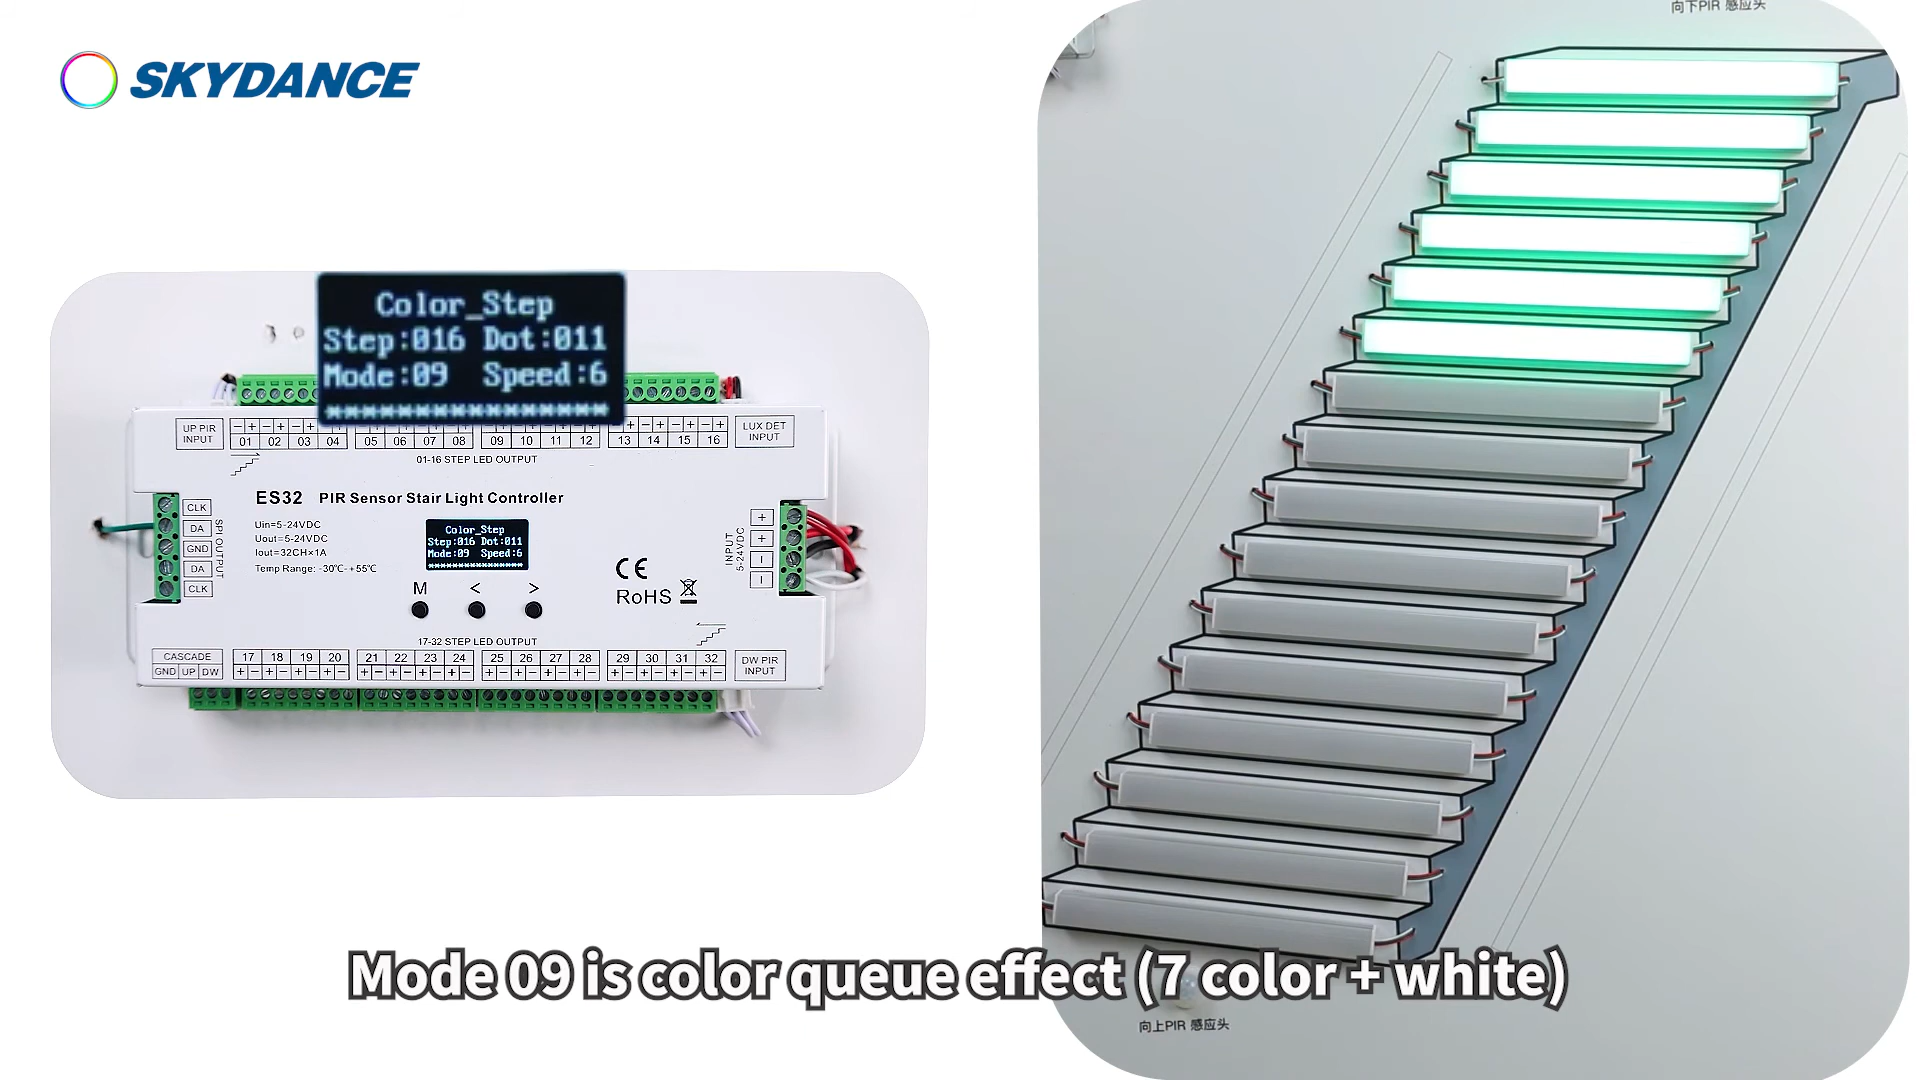 向下PIR 感应头
SKYDANCE
Color_Step
Step:016 Dot:011
Mode:09 Speed:6
****************
UP PIR INPUT
- + - + - + - +
01 02 03 04
05 06 07 08
09 10 11 12
13 14 15 16
LUX DET INPUT
01-16 STEP LED OUTPUT
ES32 PIR Sensor Stair Light Controller
Uin=5-24VDC
Uout=5-24VDC
Iout=32CH×1A
Temp Range: -30℃-+55℃
CLK
DA
GND
DA
CLK
SPI OUTPUT
Color_Step
Step:016 Dot:011
Mode:09 Speed:6
****************
M < >
CE
RoHS
INPUT
5-24VDC
+
+
-
-
17-32 STEP LED OUTPUT
CASCADE
GND UP DW
17 18 19 20
21 22 23 24
25 26 27 28
29 30 31 32
+ - + - + - + -
DW PIR INPUT
Mode 09 is color queue effect (7 color + white)
向上PIR 感应头